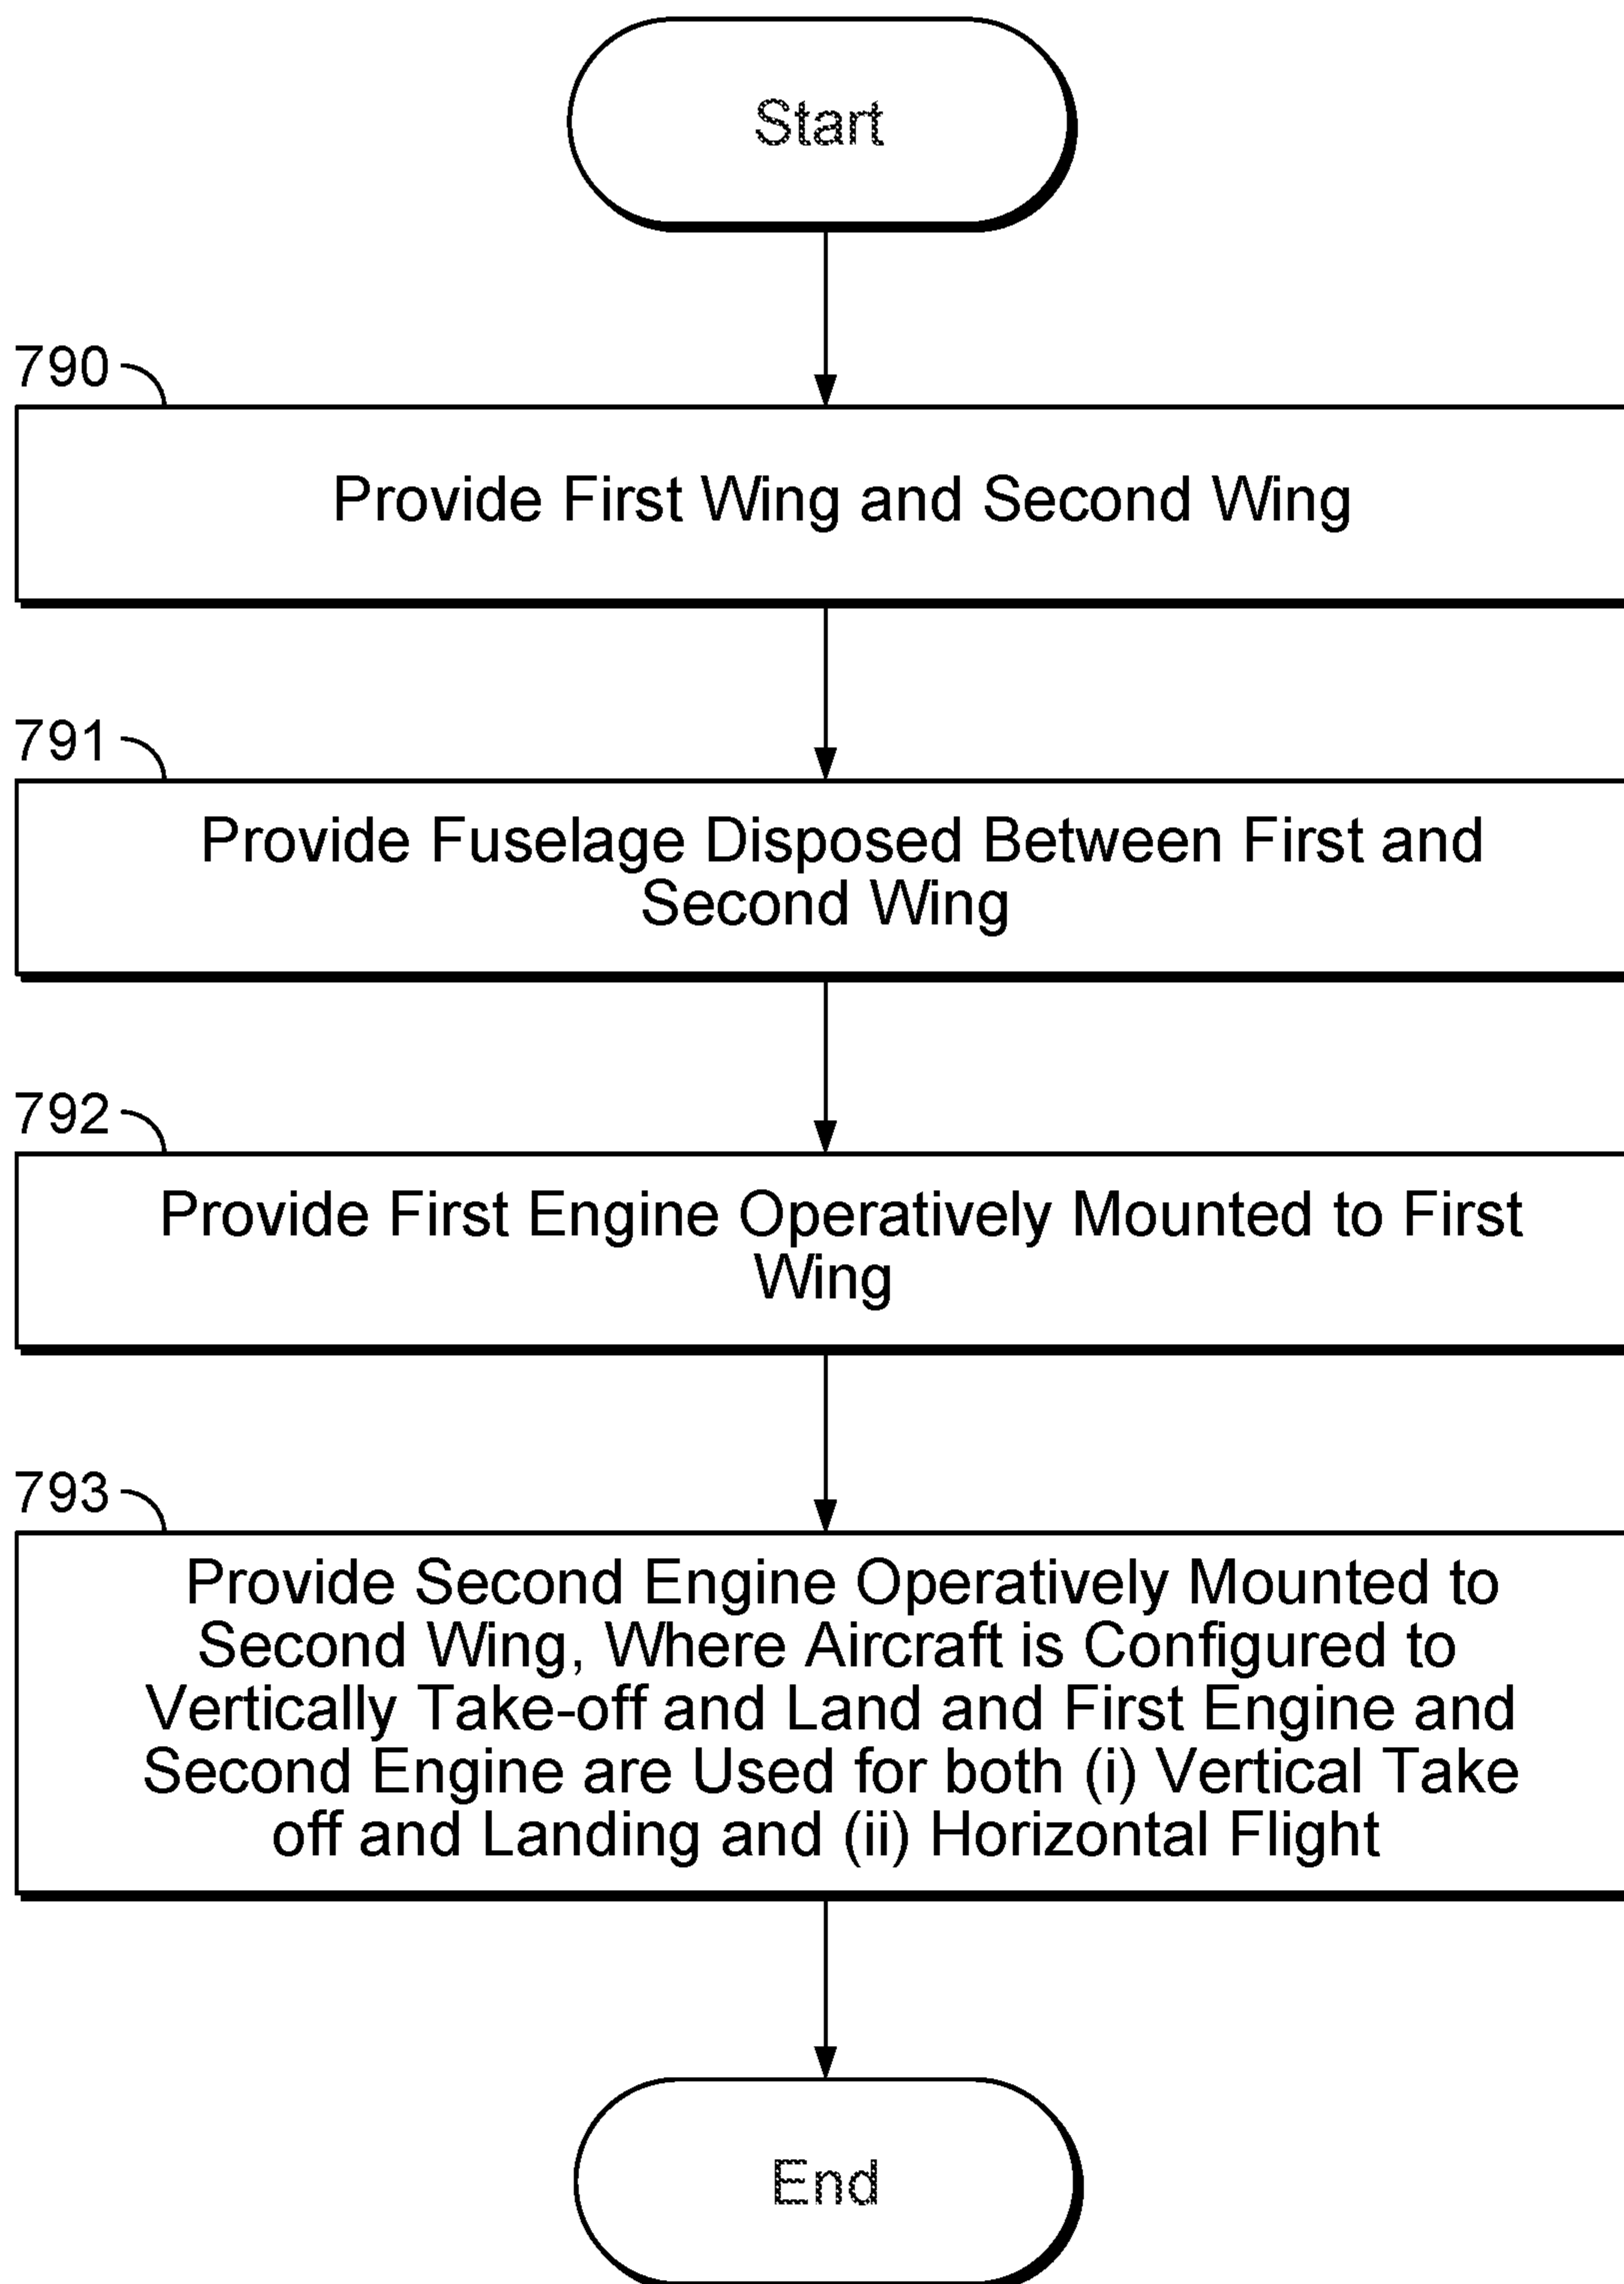 Start
790
Provide First Wing and Second Wing
791
Provide Fuselage Disposed Between First and
Second Wing
792
Provide First Engine Operatively Mounted to First
Wing
793
Provide Second Engine Operatively Mounted to
Second Wing, Where Aircraft is Configured to
Vertically Take-off and Land and First Engine and
Second Engine are Used for both (i) Vertical Take
off and Landing and (ii) Horizontal Flight
End